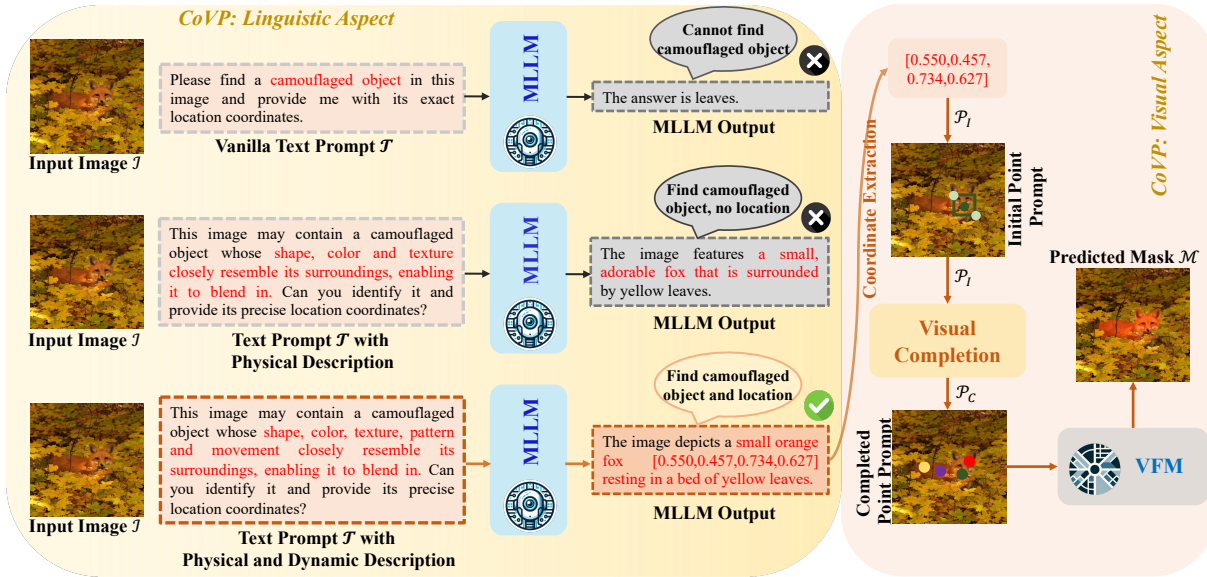 CoVP: Linguistic Aspect
Input Image ℐ
Please find a camouflaged object in this
image and provide me with its exact
location coordinates.
Vanilla Text Prompt 𝒯
MLLM
Cannot find
camouflaged object
The answer is leaves.
MLLM Output
Input Image ℐ
This image may contain a camouflaged
object whose shape, color and texture
closely resemble its surroundings, enabling
it to blend in. Can you identify it and
provide its precise location coordinates?
Text Prompt 𝒯 with
Physical Description
MLLM
Find camouflaged
object, no location
The image features a small,
adorable fox that is surrounded
by yellow leaves.
MLLM Output
Input Image ℐ
This image may contain a camouflaged
object whose shape, color, texture, pattern
and movement closely resemble its
surroundings, enabling it to blend in. Can
you identify it and provide its precise
location coordinates?
Text Prompt 𝒯 with
Physical and Dynamic Description
MLLM
Find camouflaged
object and location
The image depicts a small orange
fox [0.550,0.457,0.734,0.627]
resting in a bed of yellow leaves.
MLLM Output
Coordinate Extraction
CoVP: Visual Aspect
[0.550,0.457,
0.734,0.627]
𝒫_I
Initial Point
Prompt
𝒫_I
Visual
Completion
𝒫_C
Completed
Point Prompt
VFM
Predicted Mask ℳ